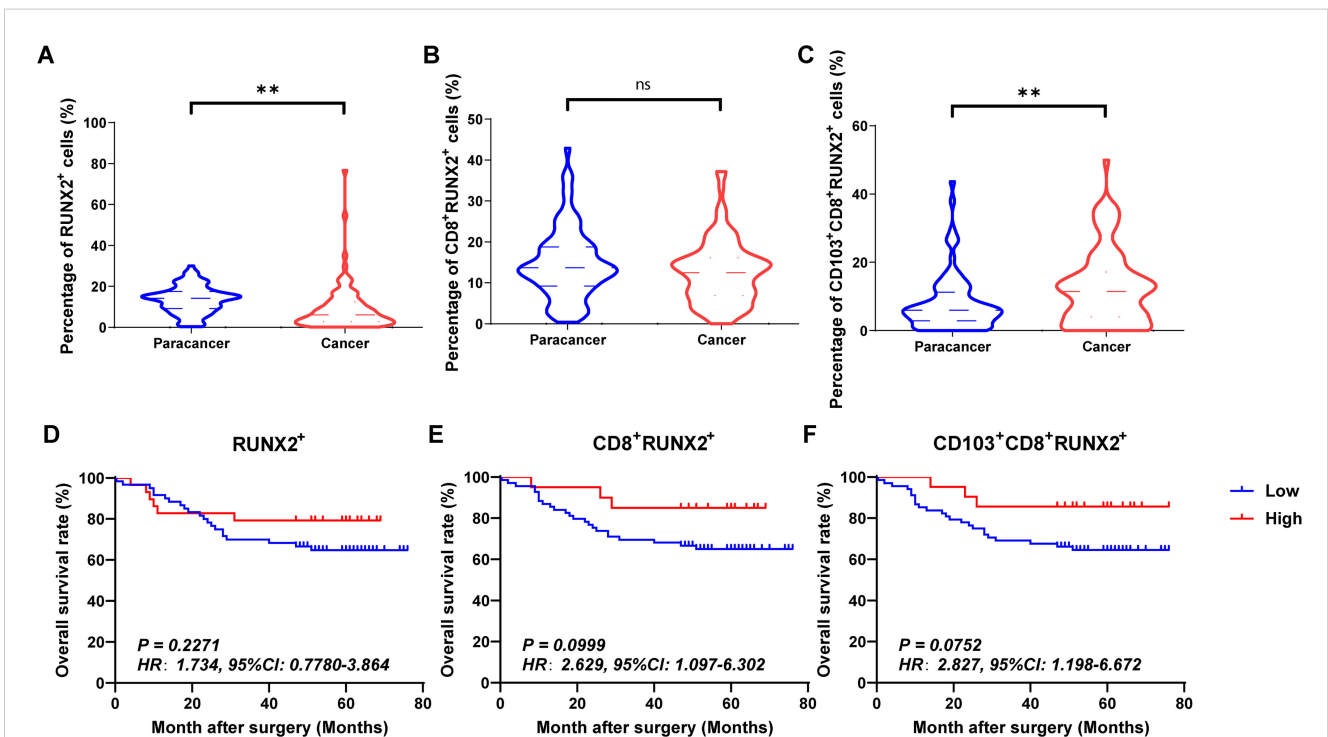 A
Percentage of RUNX2+ cells (%)
100
80
60
40
20
0
**
Paracancer
Cancer
B
Percentage of CD8+RUNX2+ cells (%)
50
40
30
20
10
0
ns
Paracancer
Cancer
C
Percentage of CD103+CD8+RUNX2+ cells (%)
60
40
20
0
**
Paracancer
Cancer
D
RUNX2+
Overall survival rate (%)
100
80
60
40
20
0
P = 0.2271
HR: 1.734, 95%CI: 0.7780-3.864
0 20 40 60 80
Month after surgery (Months)
E
CD8+RUNX2+
Overall survival rate (%)
100
80
60
40
20
0
P = 0.0999
HR: 2.629, 95%CI: 1.097-6.302
0 20 40 60 80
Month after surgery (Months)
F
CD103+CD8+RUNX2+
Overall survival rate (%)
100
80
60
40
20
0
P = 0.0752
HR: 2.827, 95%CI: 1.198-6.672
0 20 40 60 80
Month after surgery (Months)
Low
High